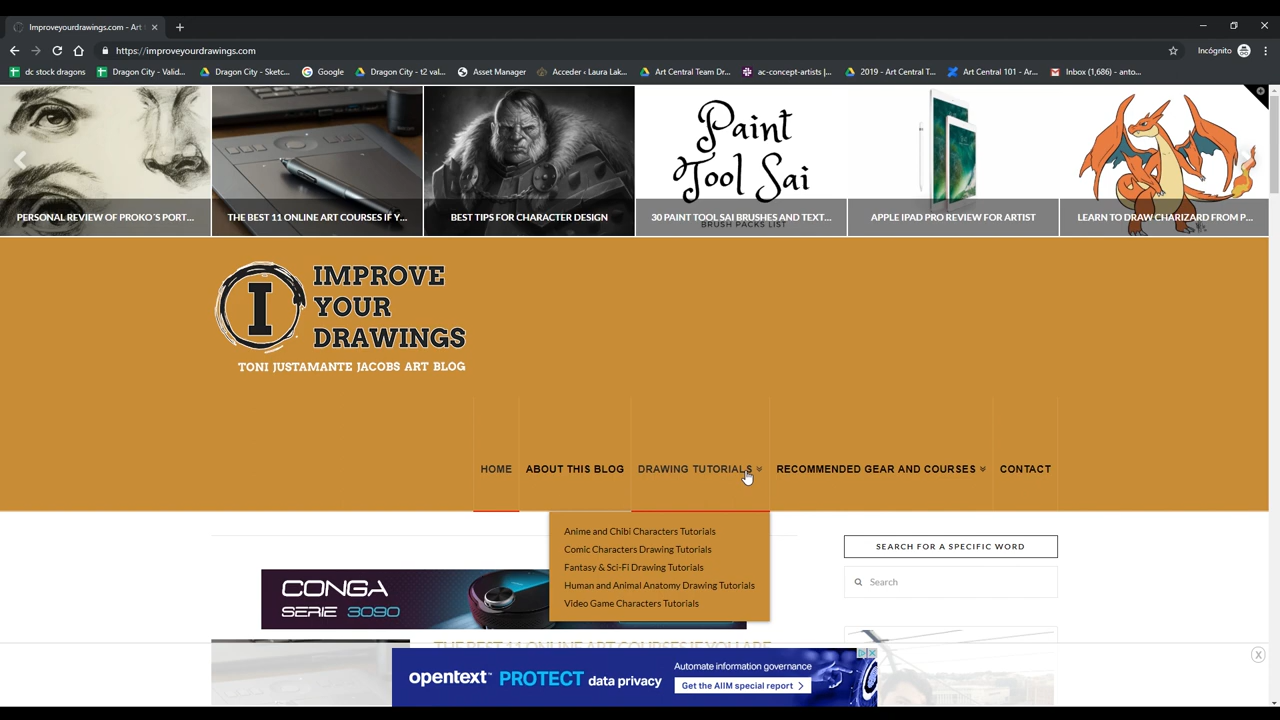 Improveyourdrawings.com - Art
https://improveyourdrawings.com
Incógnito
dc stock dragons
Dragon City - Valid...
Dragon City - Sketc...
Google
Dragon City - t2 val...
Asset Manager
Acceder ‹ Laura Lak...
Art Central Team Dr...
ac-concept-artists |...
2019 - Art Central T...
Art Central 101 - Ar...
Inbox (1,686) - anto...
Paint
Tool Sai
BRUSH PACKS LIST
PERSONAL REVIEW OF PROKO´S PORT...
THE BEST 11 ONLINE ART COURSES IF Y...
BEST TIPS FOR CHARACTER DESIGN
30 PAINT TOOL SAI BRUSHES AND TEXT...
APPLE IPAD PRO REVIEW FOR ARTIST
LEARN TO DRAW CHARIZARD FROM P...
I
IMPROVE
YOUR
DRAWINGS
TONI JUSTAMANTE JACOBS ART BLOG
HOME
ABOUT THIS BLOG
DRAWING TUTORIALS
RECOMMENDED GEAR AND COURSES
CONTACT
Anime and Chibi Characters Tutorials
Comic Characters Drawing Tutorials
Fantasy & Sci-Fi Drawing Tutorials
Human and Animal Anatomy Drawing Tutorials
Video Game Characters Tutorials
SEARCH FOR A SPECIFIC WORD
Search
CONGA
SERIE 3090
THE BEST 11 ONLINE ART COURSES IF YOU ARE
opentext™ PROTECT data privacy
Automate information governance
Get the AIIM special report
X